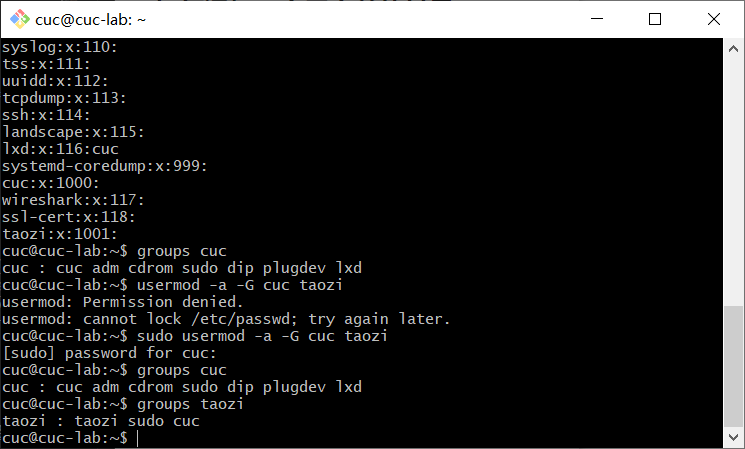 cuc@cuc-lab: ~
syslog:x:110:
tss:x:111:
uuidd:x:112:
tcpdump:x:113:
ssh:x:114:
landscape:x:115:
lxd:x:116:cuc
systemd-coredump:x:999:
cuc:x:1000:
wireshark:x:117:
ssl-cert:x:118:
taozi:x:1001:
cuc@cuc-lab:~$ groups cuc
cuc : cuc adm cdrom sudo dip plugdev lxd
cuc@cuc-lab:~$ usermod -a -G cuc taozi
usermod: Permission denied.
usermod: cannot lock /etc/passwd; try again later.
cuc@cuc-lab:~$ sudo usermod -a -G cuc taozi
[sudo] password for cuc:
cuc@cuc-lab:~$ groups cuc
cuc : cuc adm cdrom sudo dip plugdev lxd
cuc@cuc-lab:~$ groups taozi
taozi : taozi sudo cuc
cuc@cuc-lab:~$